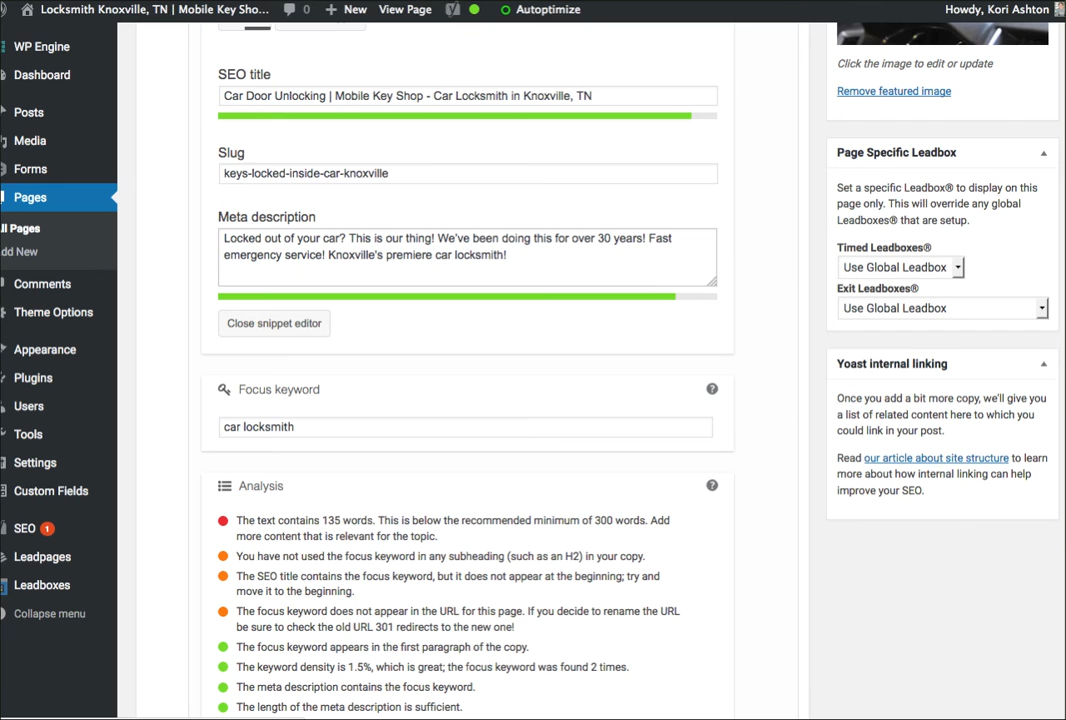 Locksmith Knoxville, TN | Mobile Key Sho... 0 New View Page Autoptimize Howdy, Kori Ashton
WP Engine
Dashboard
Posts
Media
Forms
Pages
ll Pages
dd New
Comments
Theme Options
Appearance
Plugins
Users
Tools
Settings
Custom Fields
SEO 1
Leadpages
Leadboxes
Collapse menu
SEO title
Car Door Unlocking | Mobile Key Shop - Car Locksmith in Knoxville, TN
Slug
keys-locked-inside-car-knoxville
Meta description
Locked out of your car? This is our thing! We've been doing this for over 30 years! Fast
emergency service! Knoxville's premiere car locksmith!
Close snippet editor
Focus keyword
car locksmith
Analysis
The text contains 135 words. This is below the recommended minimum of 300 words. Add
more content that is relevant for the topic.
You have not used the focus keyword in any subheading (such as an H2) in your copy.
The SEO title contains the focus keyword, but it does not appear at the beginning; try and
move it to the beginning.
The focus keyword does not appear in the URL for this page. If you decide to rename the URL
be sure to check the old URL 301 redirects to the new one!
The focus keyword appears in the first paragraph of the copy.
The keyword density is 1.5%, which is great; the focus keyword was found 2 times.
The meta description contains the focus keyword.
The length of the meta description is sufficient.
Click the image to edit or update
Remove featured image
Page Specific Leadbox
Set a specific Leadbox® to display on this
page only. This will override any global
Leadboxes® that are setup.
Timed Leadboxes®
Use Global Leadbox
Exit Leadboxes®
Use Global Leadbox
Yoast internal linking
Once you add a bit more copy, we'll give you
a list of related content here to which you
could link in your post.
Read our article about site structure to learn
more about how internal linking can help
improve your SEO.